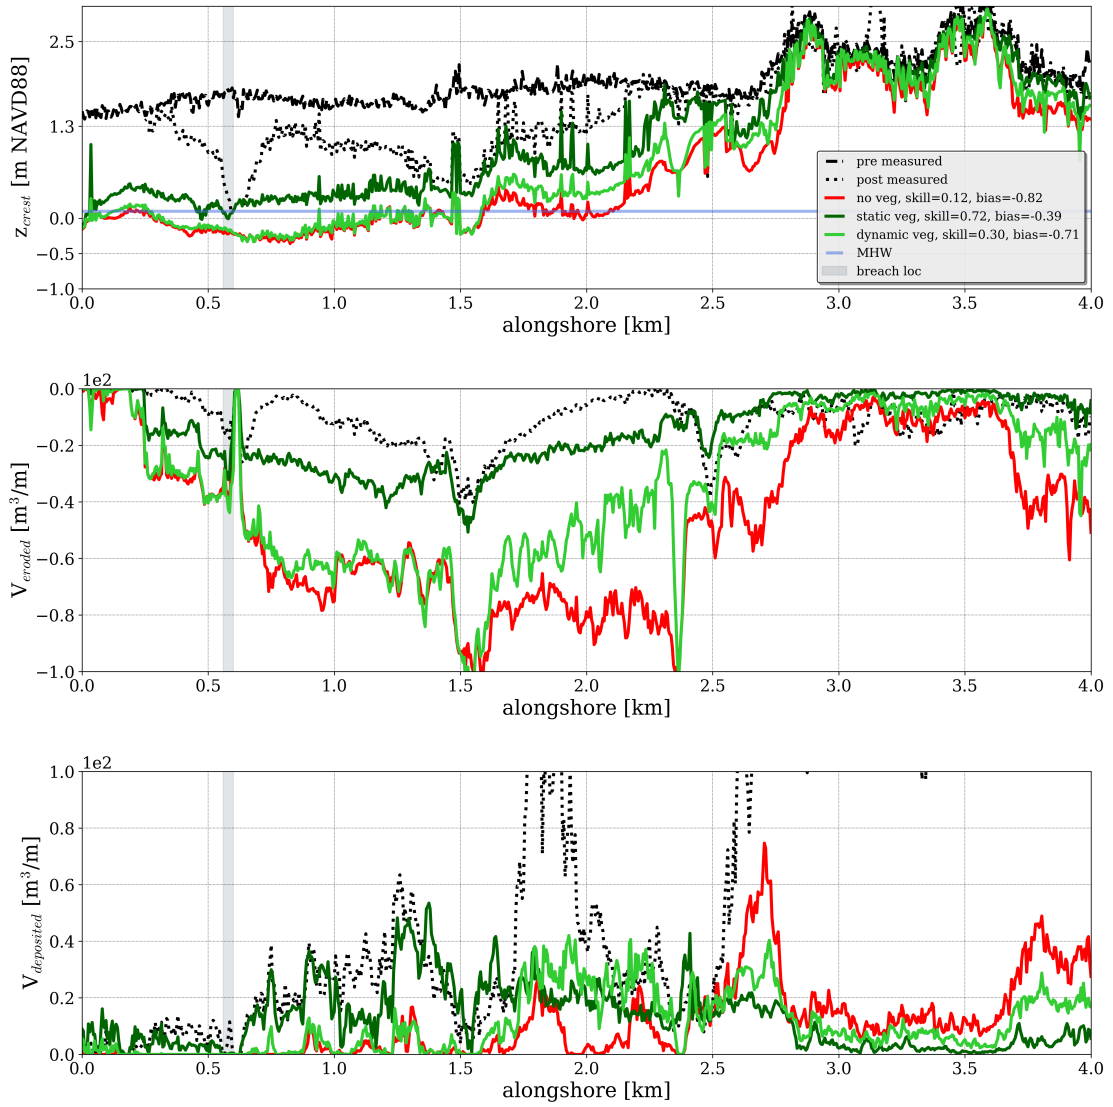 z_crest [m NAVD88]
2.5
1.3
0.0
−0.5
−1.0
pre measured
post measured
no veg, skill=0.12, bias=-0.82
static veg, skill=0.72, bias=-0.39
dynamic veg, skill=0.30, bias=-0.71
MHW
breach loc
0.0 0.5 1.0 1.5 2.0 2.5 3.0 3.5 4.0
alongshore [km]
1e2
V_eroded [m³/m]
0.0
−0.2
−0.4
−0.6
−0.8
−1.0
0.0 0.5 1.0 1.5 2.0 2.5 3.0 3.5 4.0
alongshore [km]
1e2
V_deposited [m³/m]
1.0
0.8
0.6
0.4
0.2
0.0
0.0 0.5 1.0 1.5 2.0 2.5 3.0 3.5 4.0
alongshore [km]